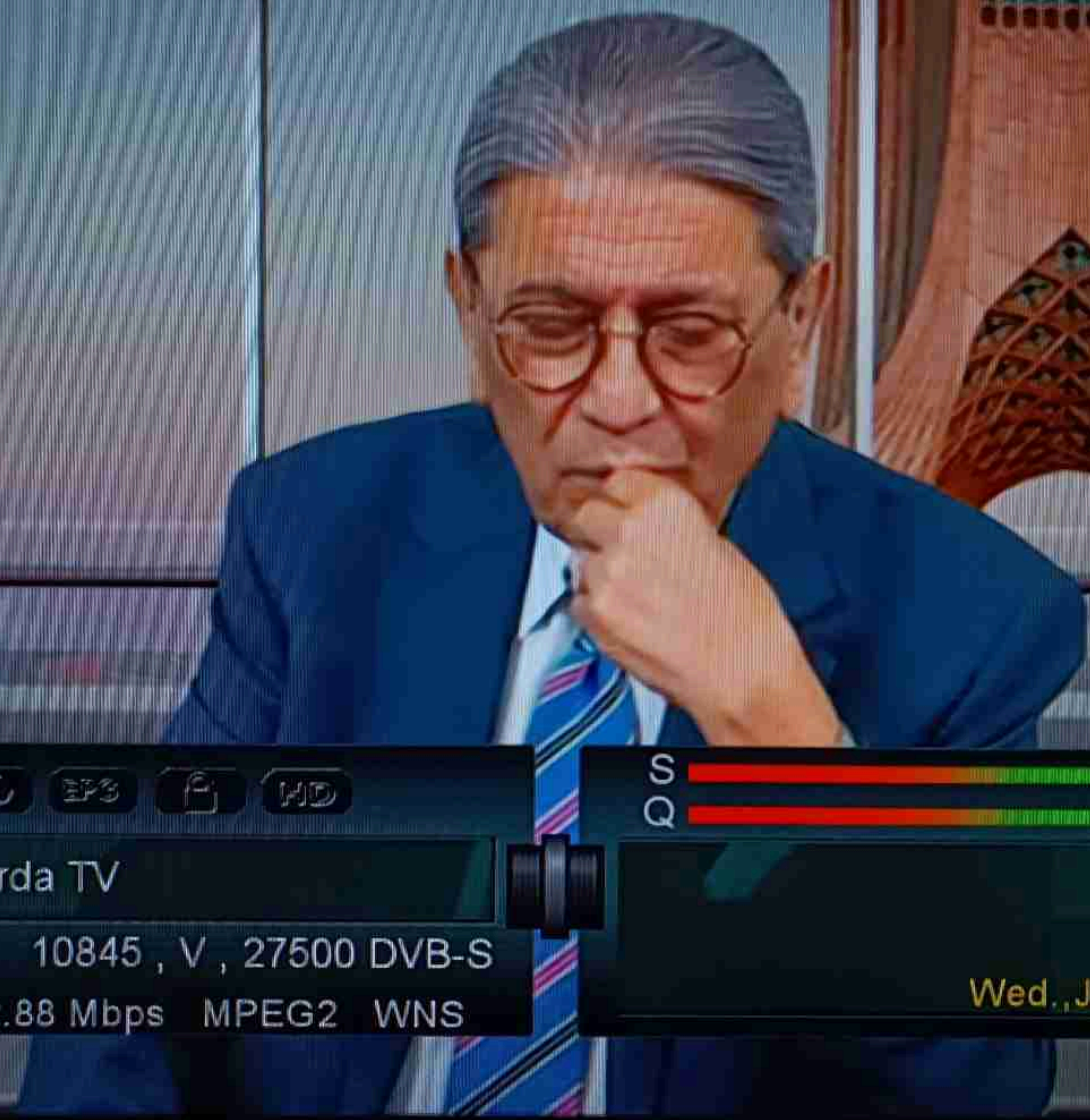 EPG HD
S
Q
rda TV
10845 , V , 27500 DVB-S
.88 Mbps MPEG2 WNS
Wed.,J